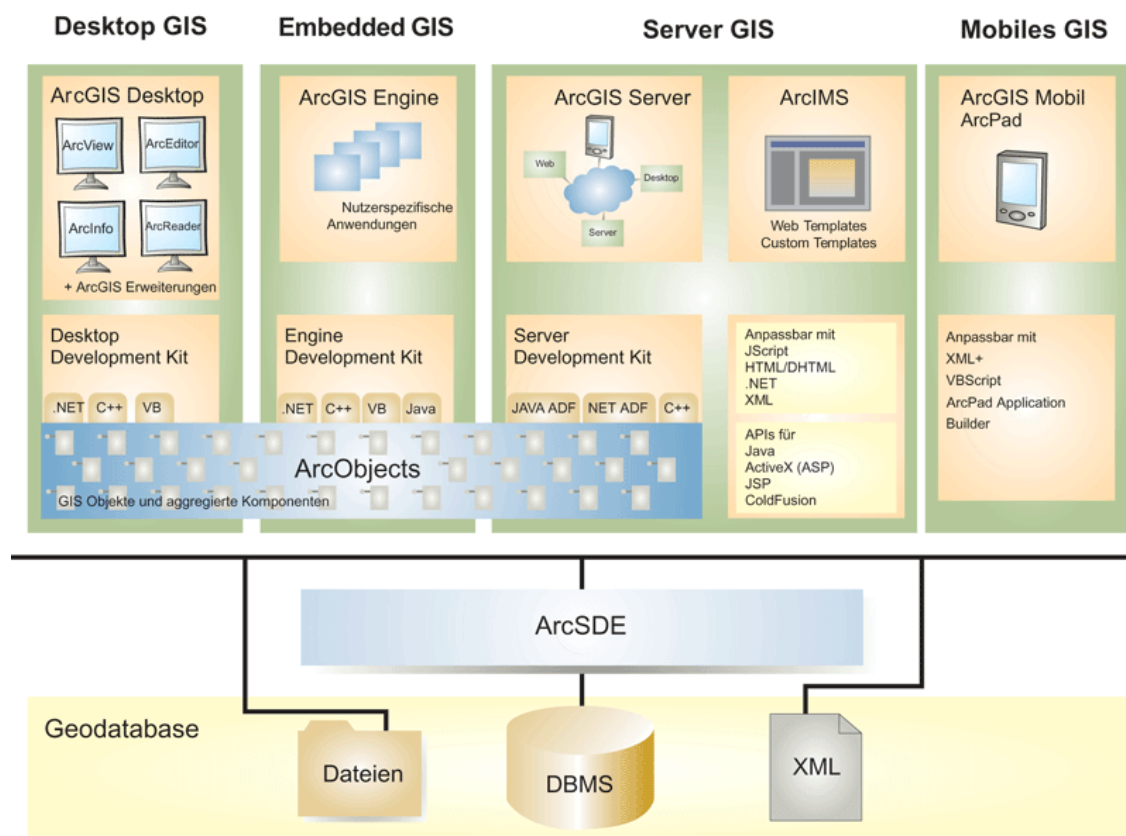 Desktop GIS
Embedded GIS
Server GIS
Mobiles GIS
ArcGIS Desktop
ArcView
ArcEditor
ArcInfo
ArcReader
+ ArcGIS Erweiterungen
ArcGIS Engine
Nutzerspezifische
Anwendungen
ArcGIS Server
Web
Desktop
Server
ArcIMS
Web Templates
Custom Templates
ArcGIS Mobil
ArcPad
Desktop
Development Kit
.NET
C++
VB
Engine
Development Kit
.NET
C++
VB
Java
Server
Development Kit
JAVA ADF
NET ADF
C++
Anpassbar mit
JScript
HTML/DHTML
.NET
XML
APIs für
Java
ActiveX (ASP)
JSP
ColdFusion
Anpassbar mit
XML+
VBScript
ArcPad Application
Builder
ArcObjects
GIS Objekte und aggregierte Komponenten
ArcSDE
Geodatabase
Dateien
DBMS
XML